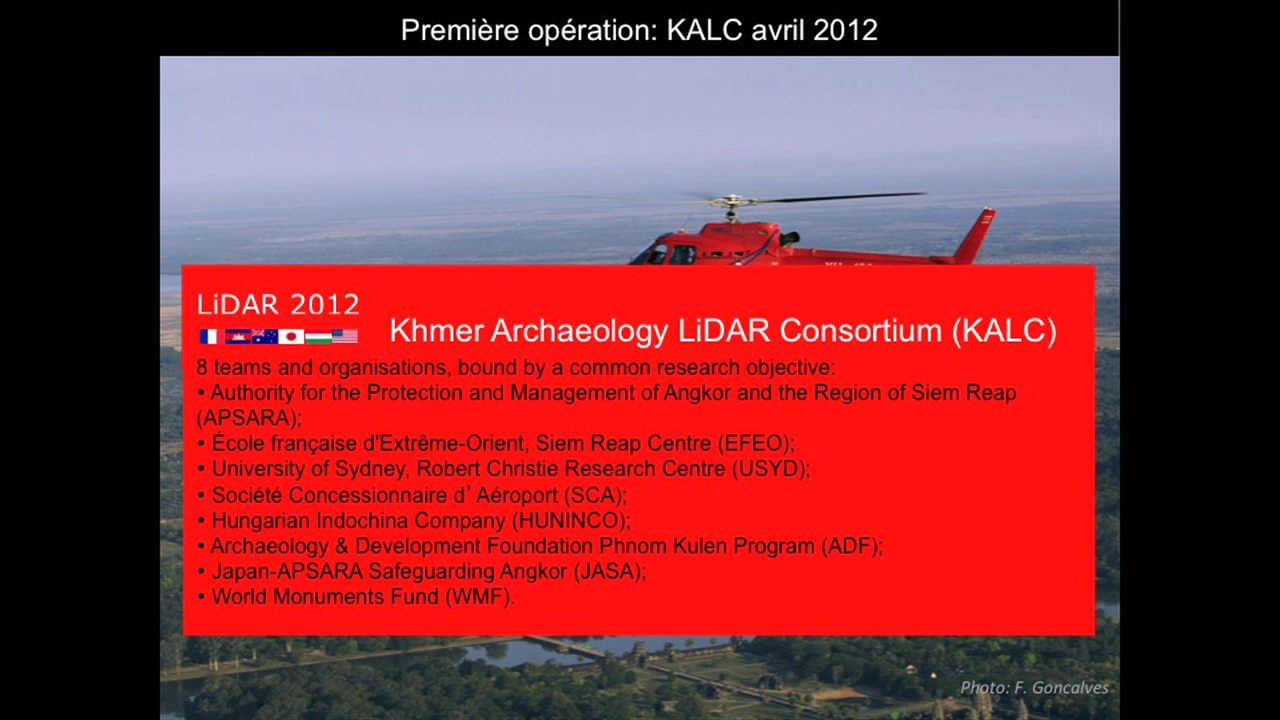 Première opération: KALC avril 2012
LiDAR 2012
Khmer Archaeology LiDAR Consortium (KALC)
8 teams and organisations, bound by a common research objective:
• Authority for the Protection and Management of Angkor and the Region of Siem Reap
(APSARA);
• École française d'Extrême-Orient, Siem Reap Centre (EFEO);
• University of Sydney, Robert Christie Research Centre (USYD);
• Société Concessionnaire d’Aéroport (SCA);
• Hungarian Indochina Company (HUNINCO);
• Archaeology & Development Foundation Phnom Kulen Program (ADF);
• Japan-APSARA Safeguarding Angkor (JASA);
• World Monuments Fund (WMF).
Photo: F. Goncalves